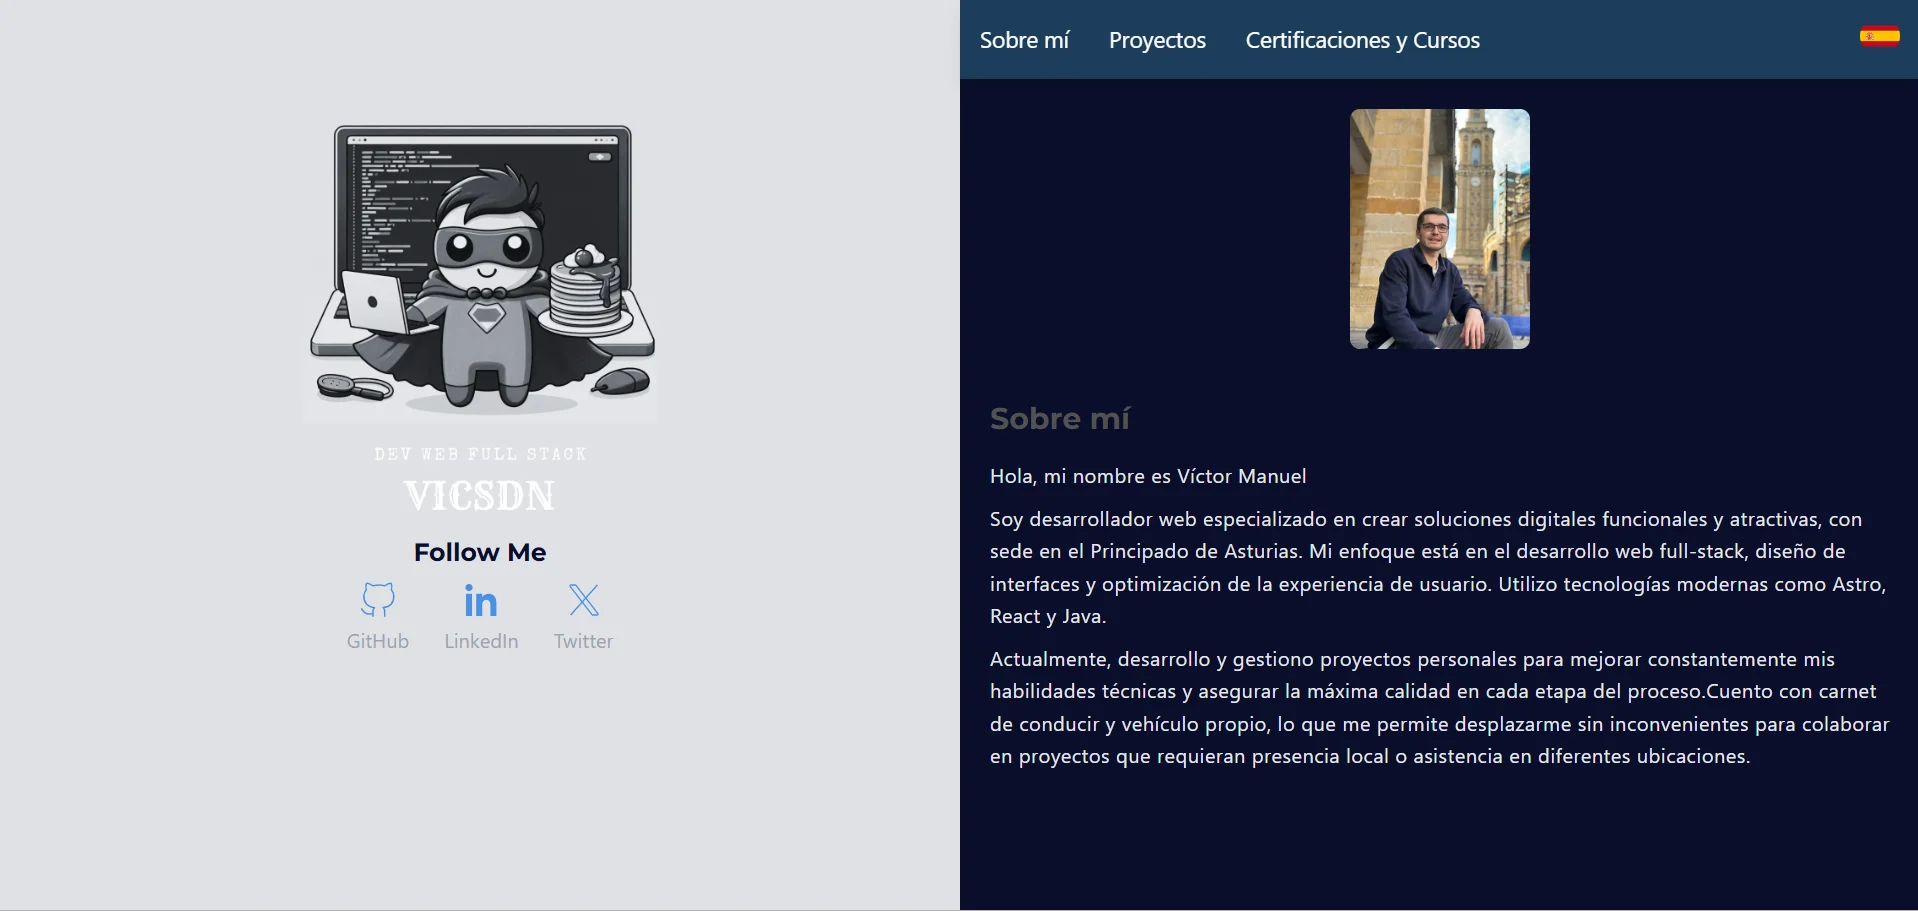 DEV WEB FULL STACK
VICSDN
Follow Me
GitHub
LinkedIn
Twitter
Sobre mí
Proyectos
Certificaciones y Cursos
Sobre mí
Hola, mi nombre es Víctor Manuel
Soy desarrollador web especializado en crear soluciones digitales funcionales y atractivas, con
sede en el Principado de Asturias. Mi enfoque está en el desarrollo web full-stack, diseño de
interfaces y optimización de la experiencia de usuario. Utilizo tecnologías modernas como Astro,
React y Java.
Actualmente, desarrollo y gestiono proyectos personales para mejorar constantemente mis
habilidades técnicas y asegurar la máxima calidad en cada etapa del proceso.Cuento con carnet
de conducir y vehículo propio, lo que me permite desplazarme sin inconvenientes para colaborar
en proyectos que requieran presencia local o asistencia en diferentes ubicaciones.